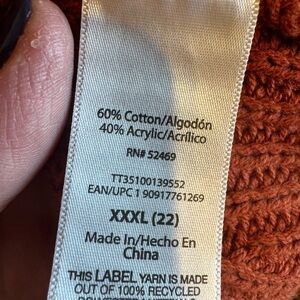 60% Cotton/Algodón
40% Acrylic/Acrílico
RN# 52469
TT35100139552
EAN/UPC 1 90917761269
XXXL (22)
Made In/Hecho En
China
THIS LABEL YARN IS MADE
OUT OF 100% RECYCLED